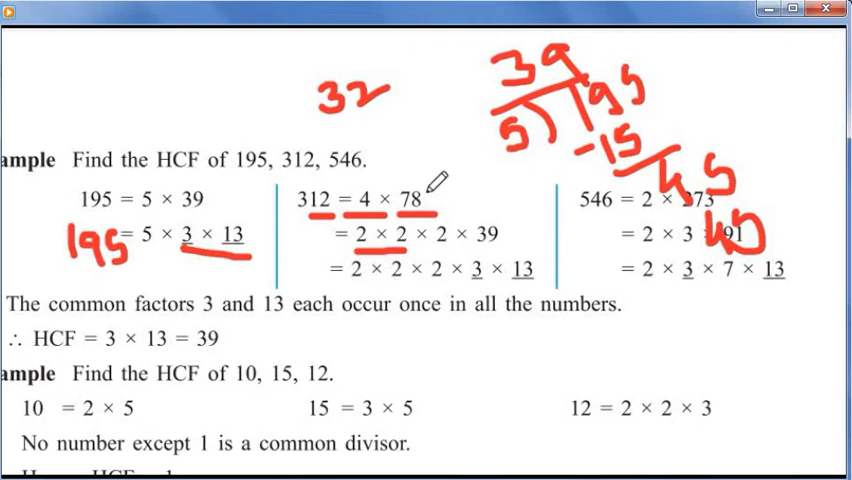 32
39
5) 195
-15
45
45
ample Find the HCF of 195, 312, 546.
195 = 5 × 39
195 = 5 × 3 × 13
312 = 4 × 78
= 2 × 2 × 2 × 39
= 2 × 2 × 2 × 3 × 13
546 = 2 × 273
= 2 × 3 × 91
= 2 × 3 × 7 × 13
The common factors 3 and 13 each occur once in all the numbers.
∴ HCF = 3 × 13 = 39
ample Find the HCF of 10, 15, 12.
10 = 2 × 5
15 = 3 × 5
12 = 2 × 2 × 3
No number except 1 is a common divisor.